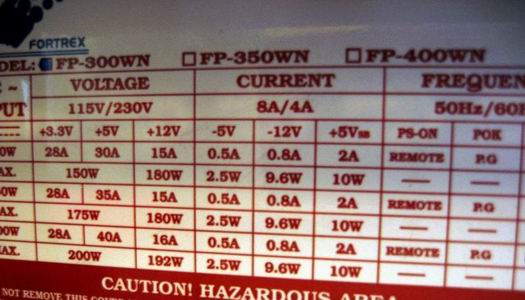 FORTREX
DEL: FP-300WN FP-350WN FP-400WN
~ VOLTAGE CURRENT FREQUEN
PUT 115V/230V 8A/4A 50Hz/60
+3.3V +5V +12V -5V -12V +5VSB PS-ON POK
0W 28A 30A 15A 0.5A 0.8A 2A REMOTE P.G
AX. 150W 180W 2.5W 9.6W 10W — —
0W 28A 35A 15A 0.5A 0.8A 2A REMOTE P.G
AX. 175W 180W 2.5W 9.6W 10W — —
00W 28A 40A 16A 0.5A 0.8A 2A REMOTE P.G
AX. 200W 192W 2.5W 9.6W 10W — —
CAUTION! HAZARDOUS AREA
NOT REMOVE THIS